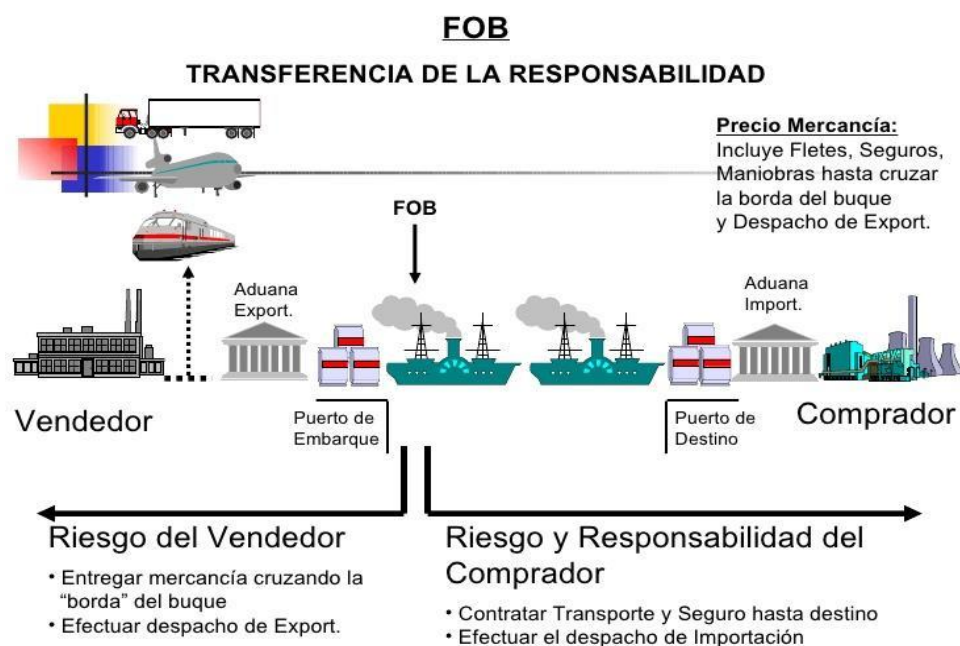 FOB
TRANSFERENCIA DE LA RESPONSABILIDAD
Precio Mercancía:
Incluye Fletes, Seguros,
Maniobras hasta cruzar
la borda del buque
y Despacho de Export.
FOB
Aduana
Export.
Aduana
Import.
Vendedor
Puerto de
Embarque
Puerto de
Destino
Comprador
Riesgo del Vendedor
• Entregar mercancía cruzando la
“borda” del buque
• Efectuar despacho de Export.
Riesgo y Responsabilidad del
Comprador
• Contratar Transporte y Seguro hasta destino
• Efectuar el despacho de Importación